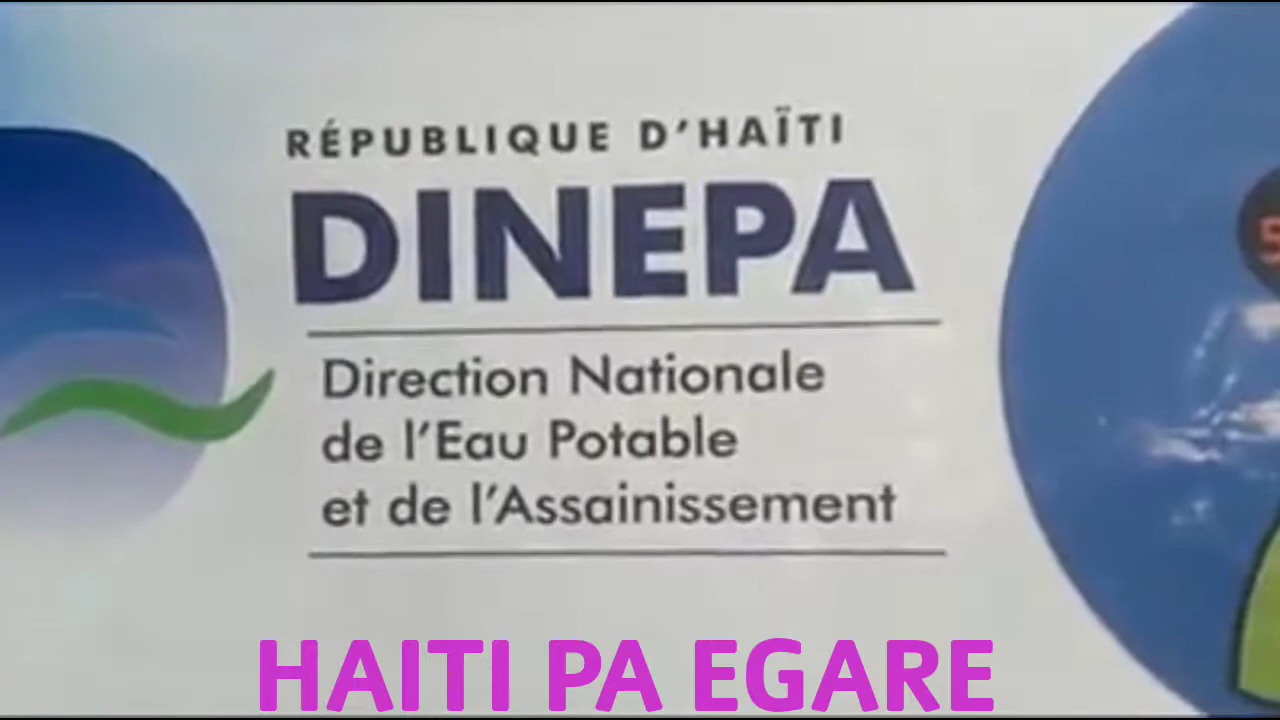 RÉPUBLIQUE D'HAÏTI
DINEPA
Direction Nationale
de l'Eau Potable
et de l'Assainissement
HAITI PA EGARE